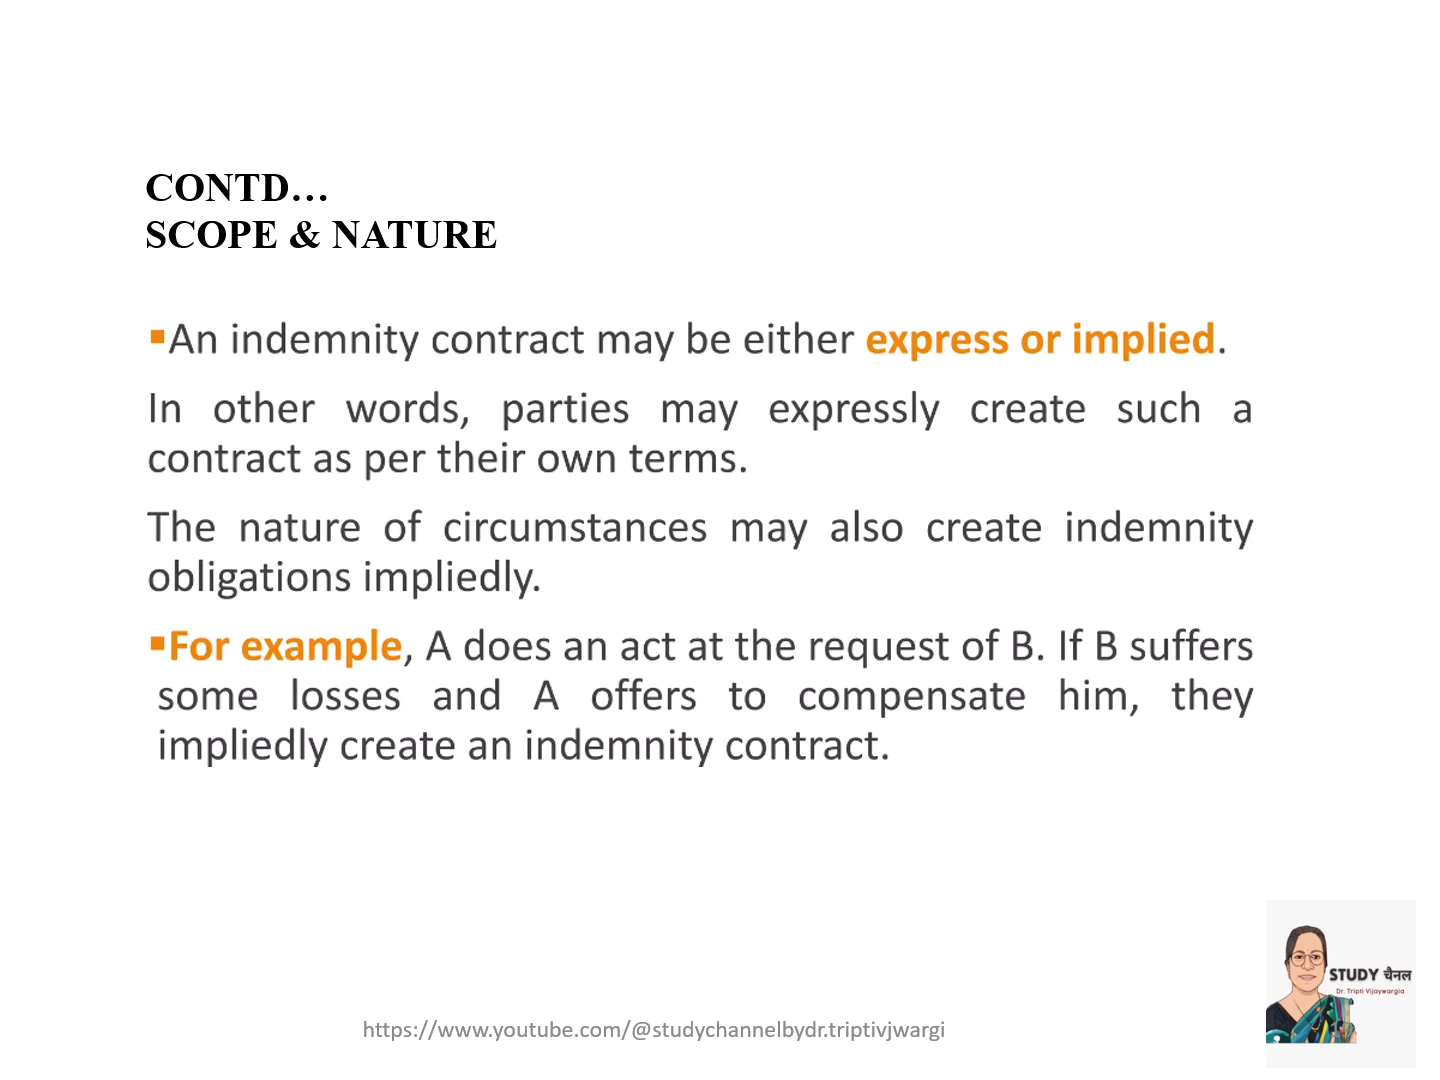 CONTD...
SCOPE & NATURE
▪An indemnity contract may be either express or implied.
In other words, parties may expressly create such a
contract as per their own terms.
The nature of circumstances may also create indemnity
obligations impliedly.
▪For example, A does an act at the request of B. If B suffers
some losses and A offers to compensate him, they
impliedly create an indemnity contract.
STUDY चैनल
Dr. Tripti Vijaywargia
https://www.youtube.com/@studychannelbydr.triptivjwargi